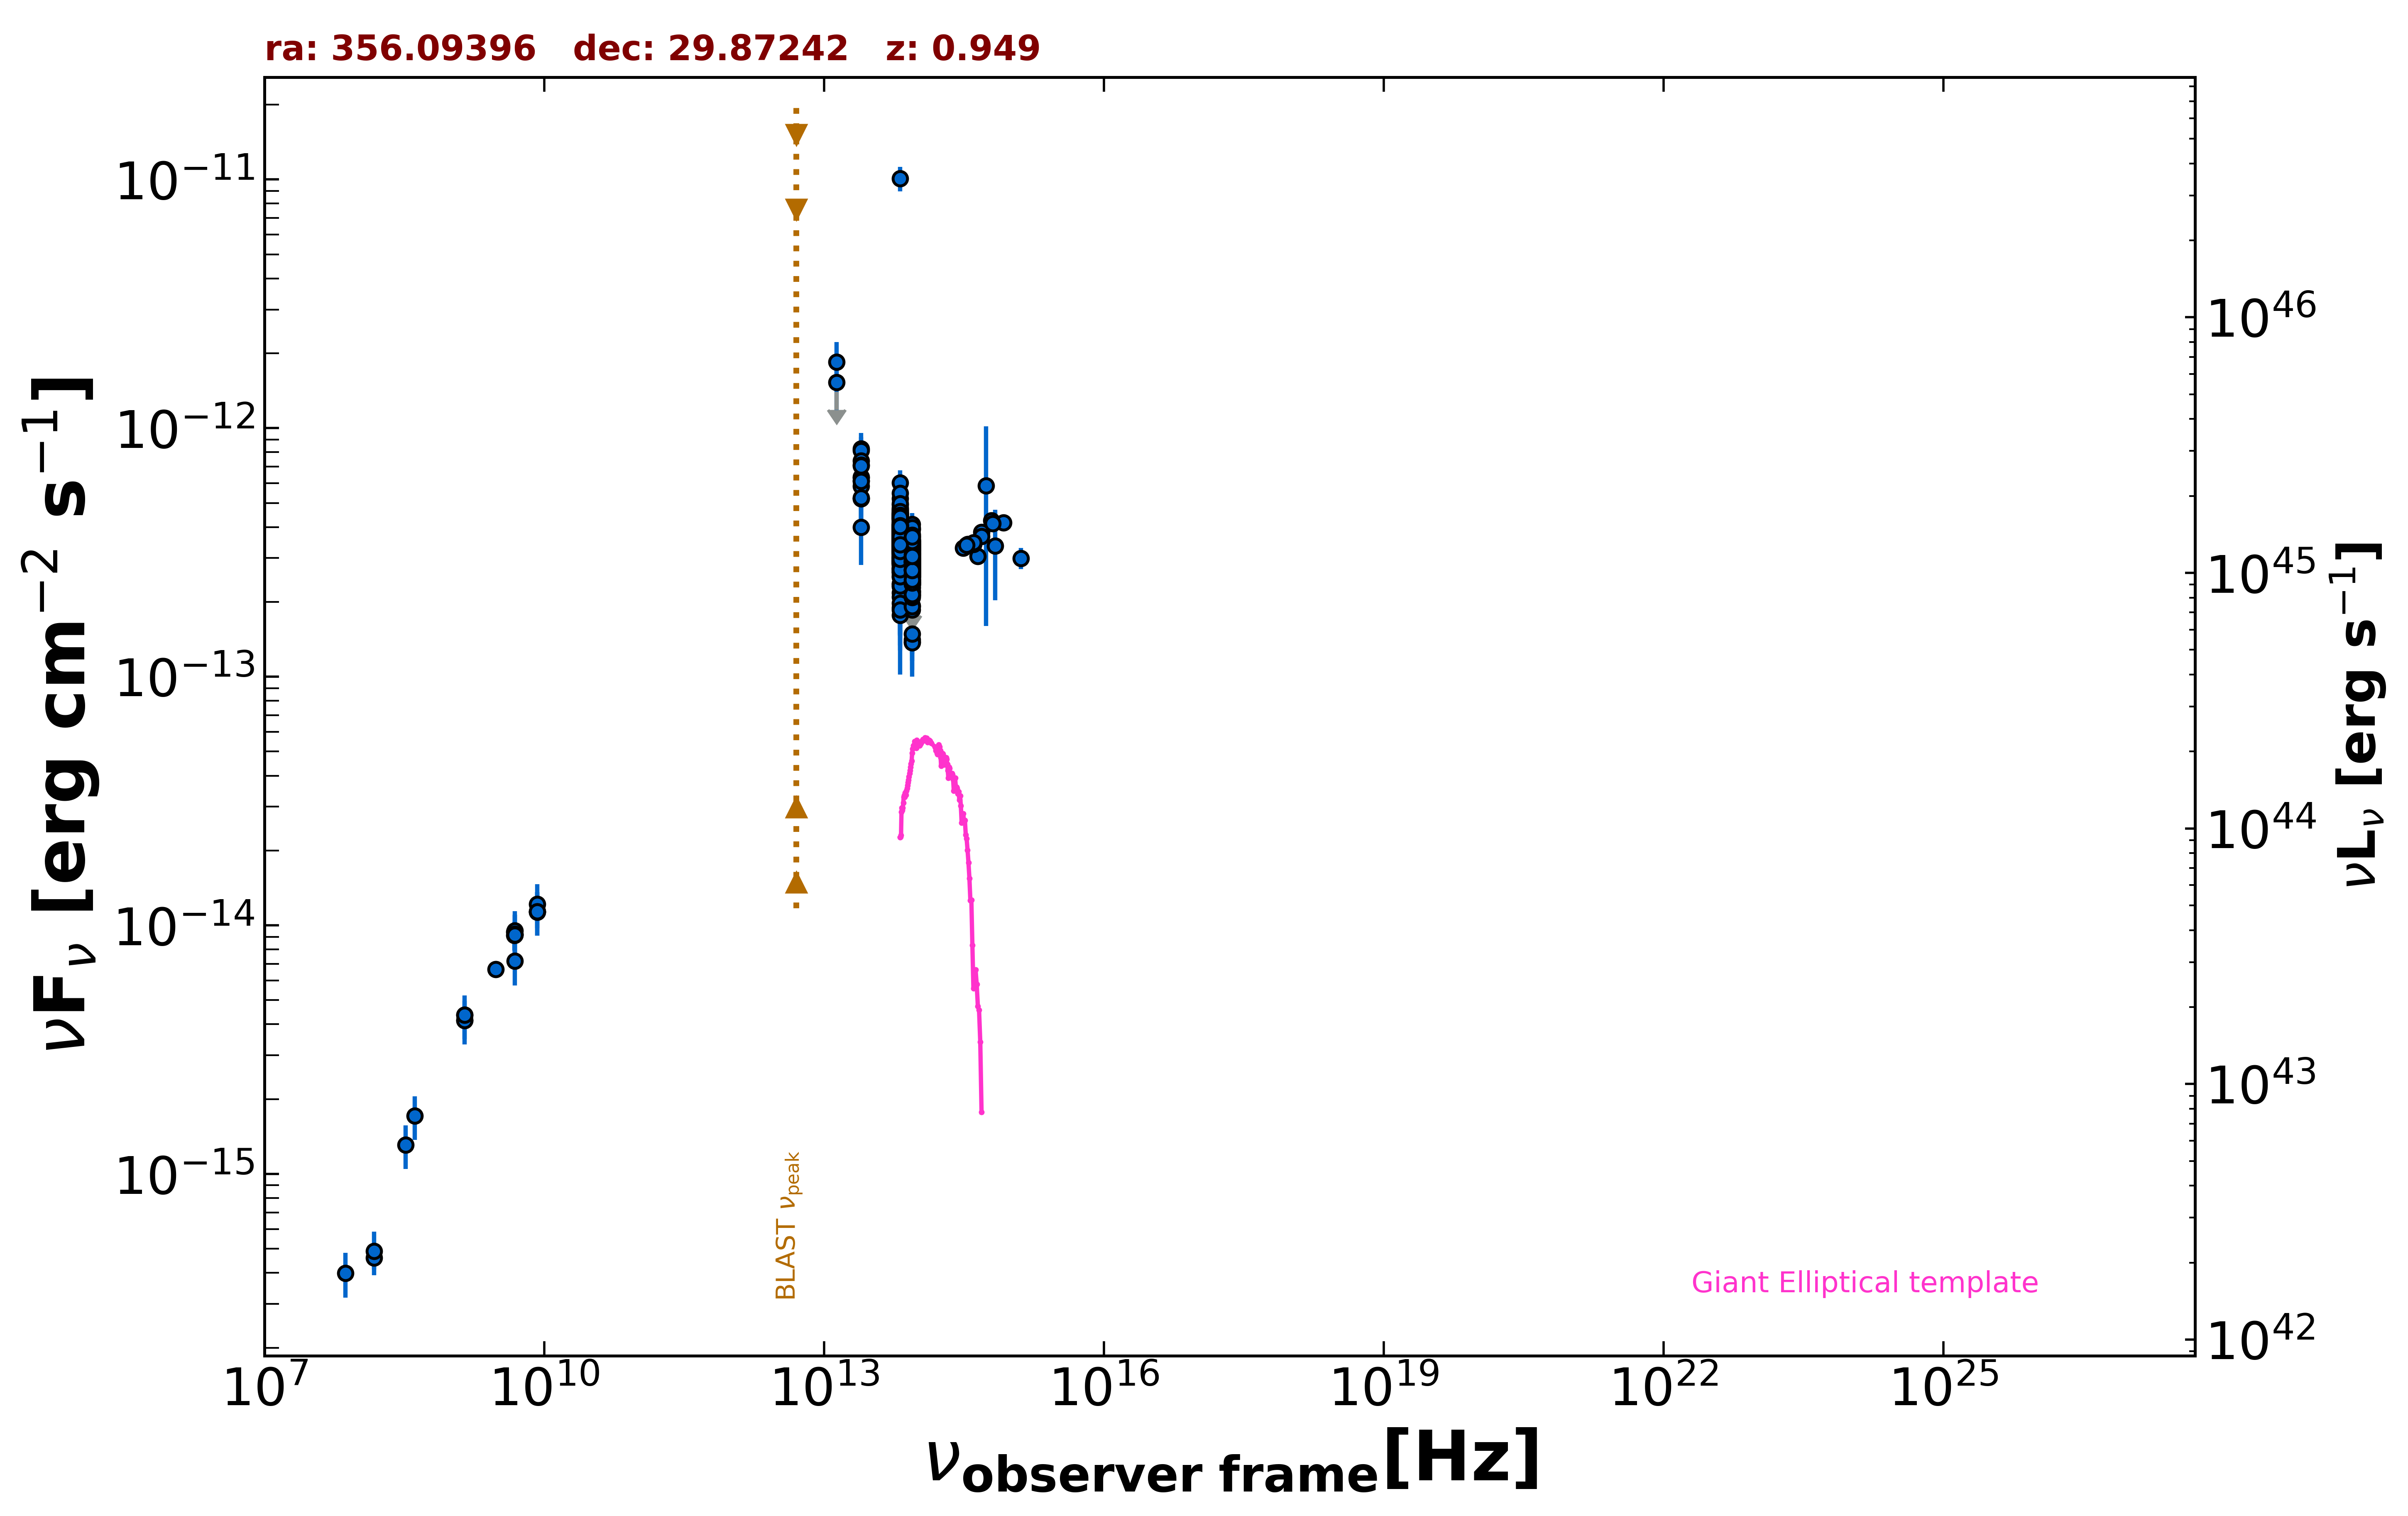 ra: 356.09396   dec: 29.87242   z: 0.949
νF_ν [erg cm⁻² s⁻¹]
10⁻¹¹
10⁻¹²
10⁻¹³
10⁻¹⁴
10⁻¹⁵
νL_ν [erg s⁻¹]
10⁴⁶
10⁴⁵
10⁴⁴
10⁴³
10⁴²
BLAST ν_peak
Giant Elliptical template
10⁷ 10¹⁰ 10¹³ 10¹⁶ 10¹⁹ 10²² 10²⁵
ν_observer frame [Hz]